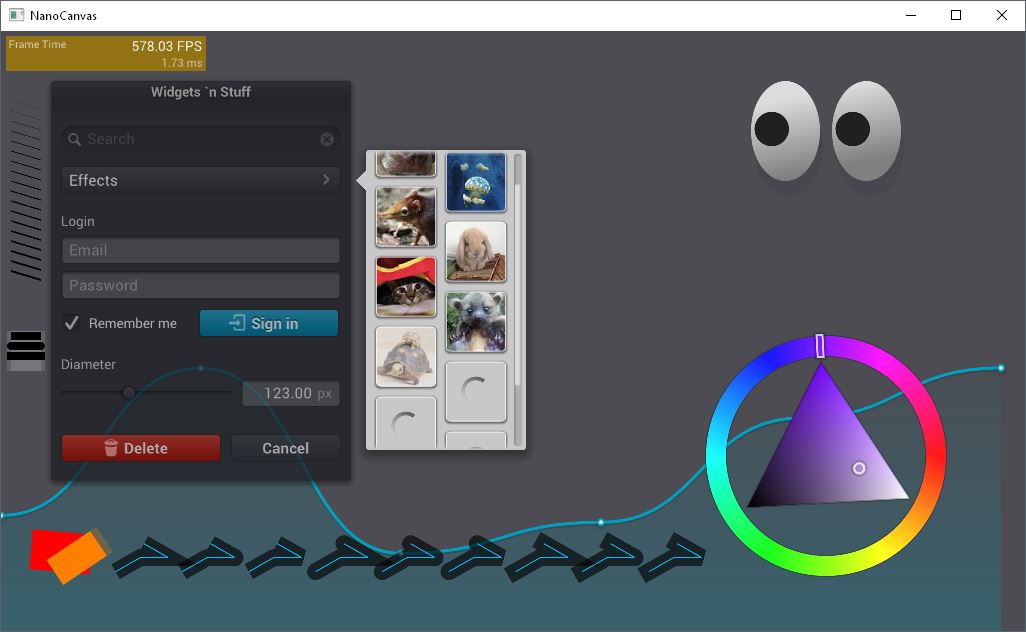 NanoCanvas
Frame Time
578.03 FPS
1.73 ms
Widgets `n Stuff
Search
Effects
Login
Email
Password
Remember me
Sign in
Diameter
123.00 px
Delete
Cancel